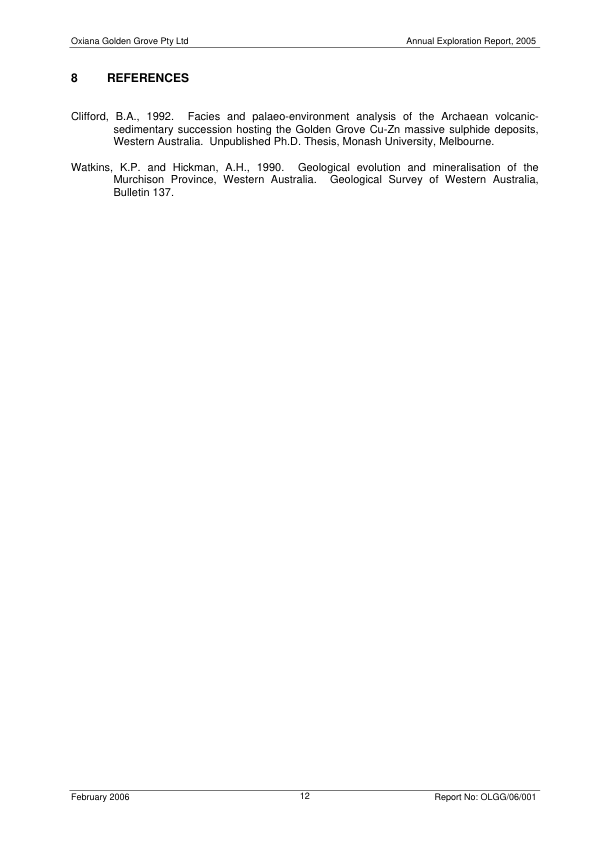 Oxiana Golden Grove Pty Ltd Annual Exploration Report, 2005
8 REFERENCES
Clifford, B.A., 1992. Facies and palaeo-environment analysis of the Archaean volcanic-
sedimentary succession hosting the Golden Grove Cu-Zn massive sulphide deposits,
Western Australia. Unpublished Ph.D. Thesis, Monash University, Melbourne.
Watkins, K.P. and Hickman, A.H., 1990. Geological evolution and mineralisation of the
Murchison Province, Western Australia. Geological Survey of Western Australia,
Bulletin 137.
February 2006 12 Report No: OLGG/06/001